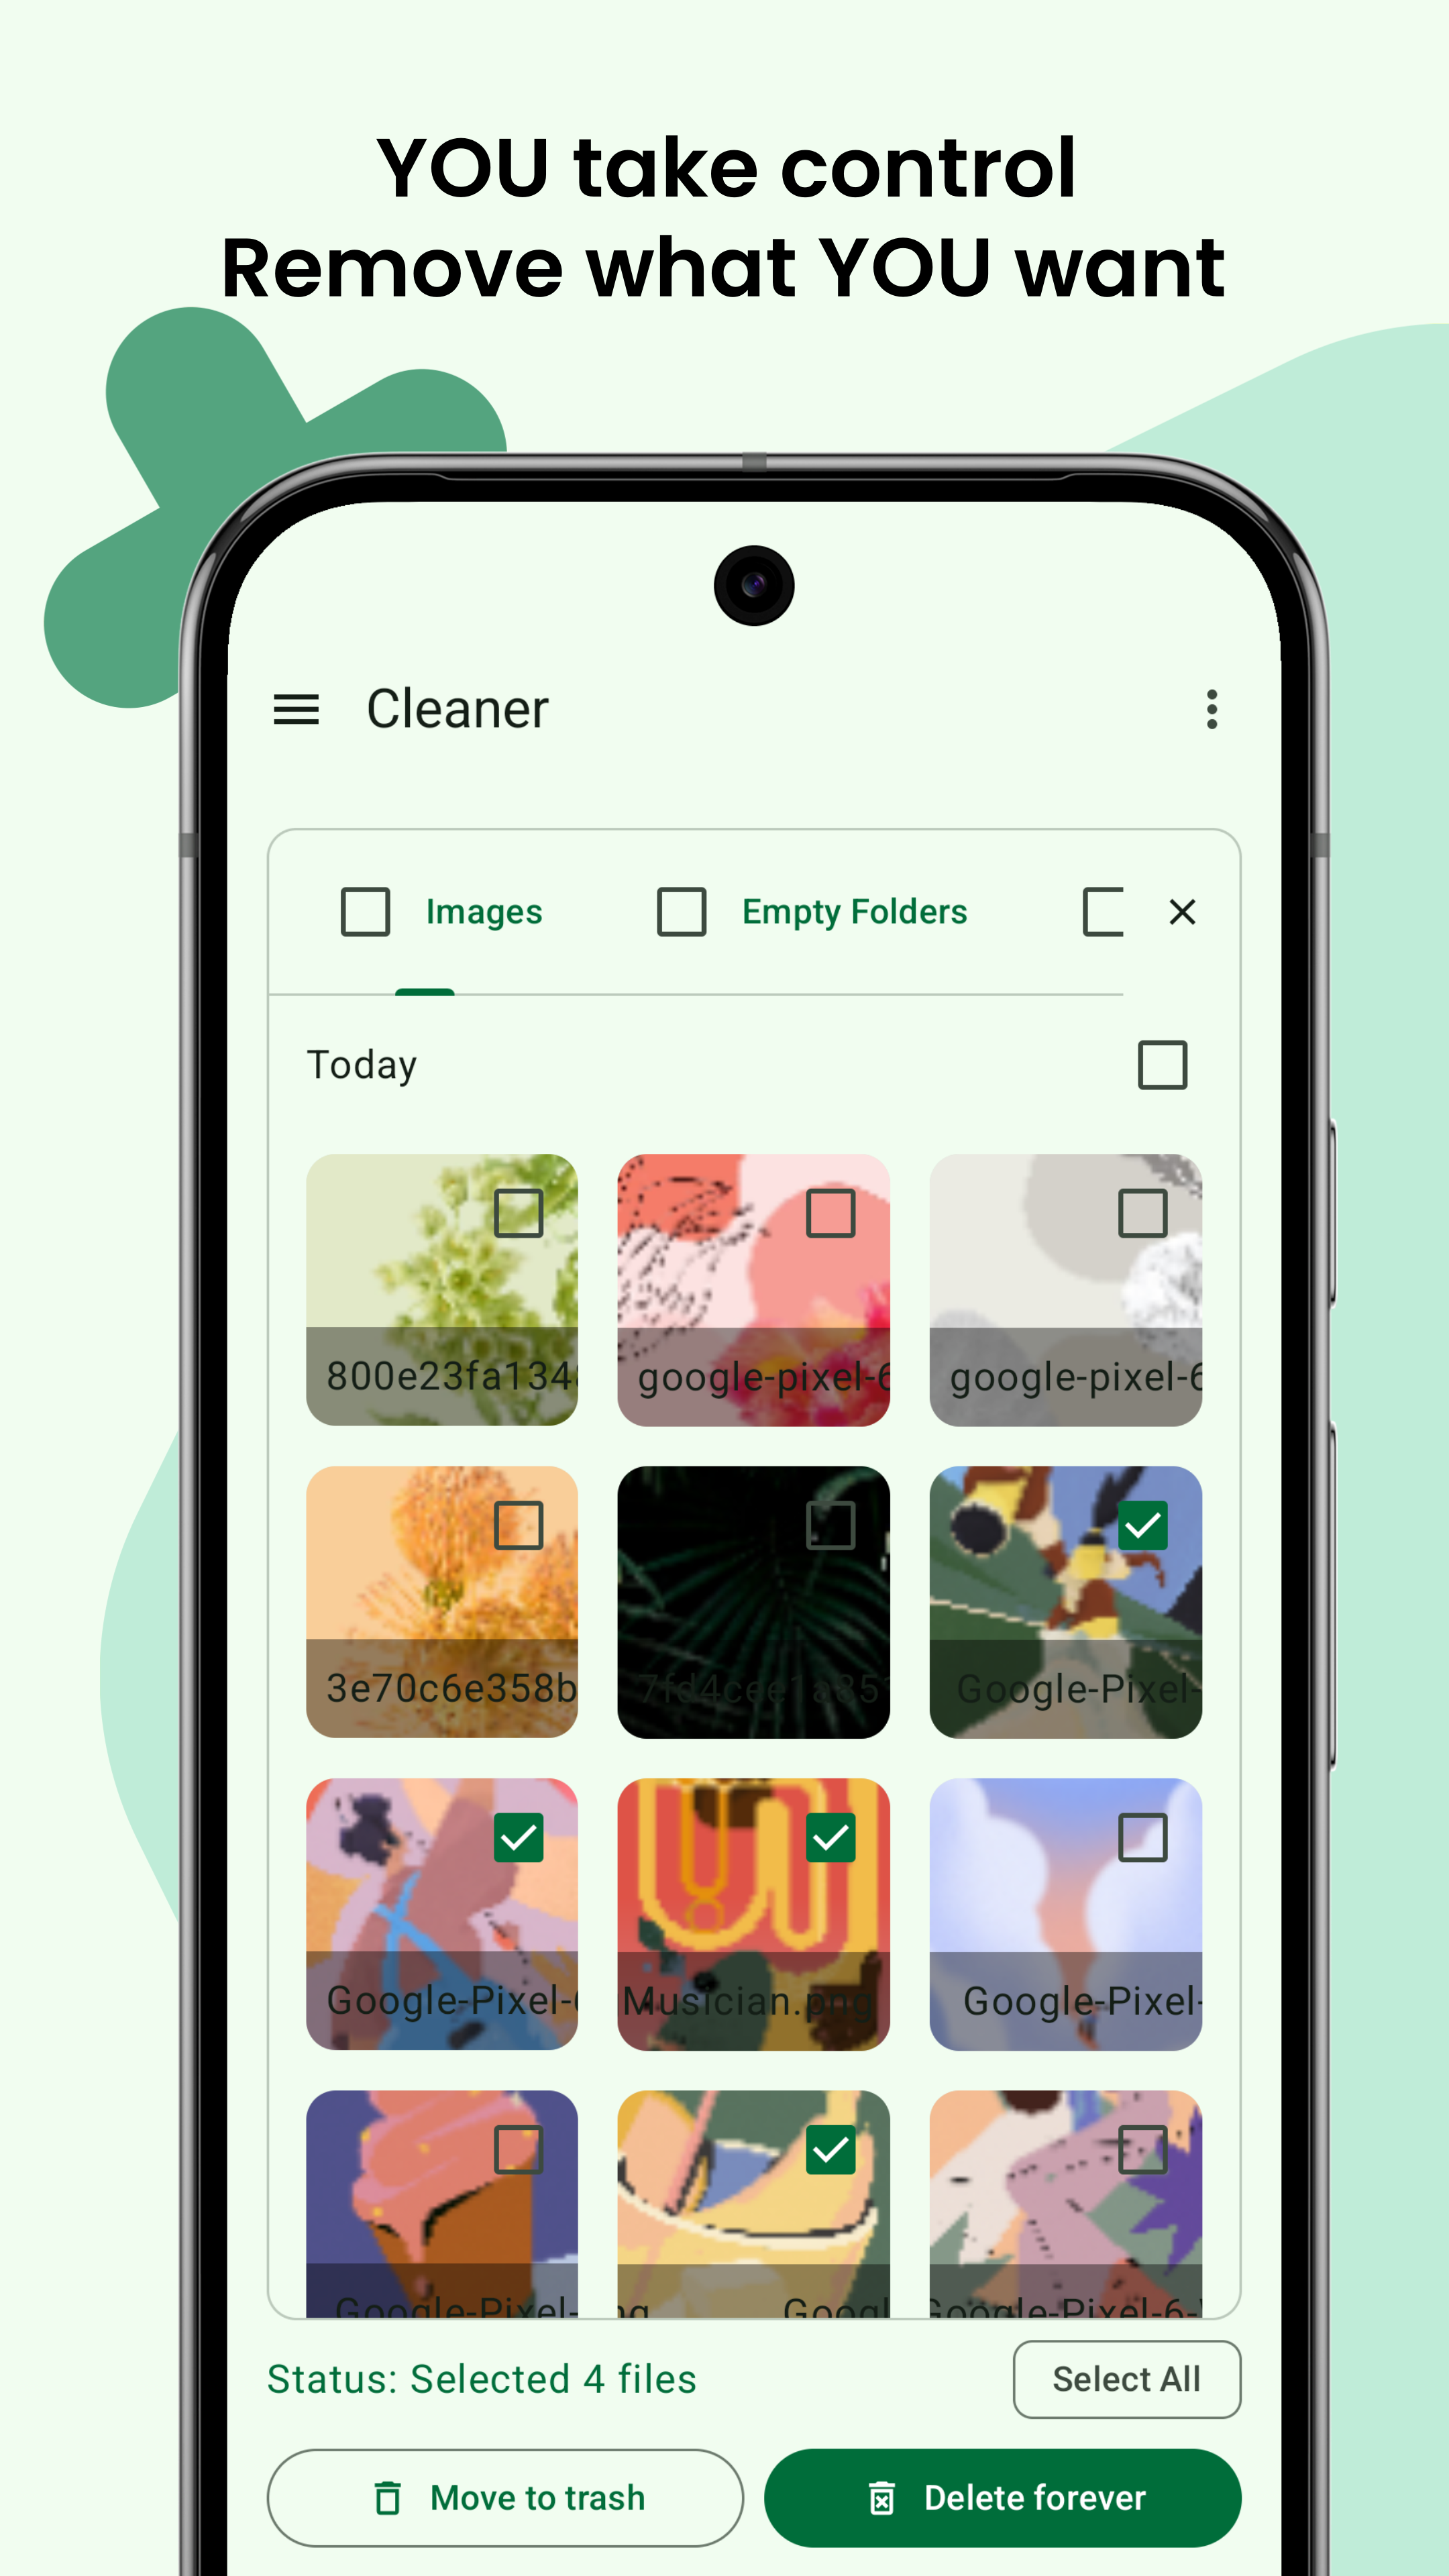 YOU take control
Remove what YOU want
Cleaner
Images
Empty Folders
Today
800e23fa134
google-pixel-6
google-pixel-6
3e70c6e358b
7fd4cee1a85
Google-Pixel-
Google-Pixel-
Musician.png
Google-Pixel-
Google-Pixel-
ng
Googl
Google-Pixel-6-
Status: Selected 4 files
Select All
Move to trash
Delete forever